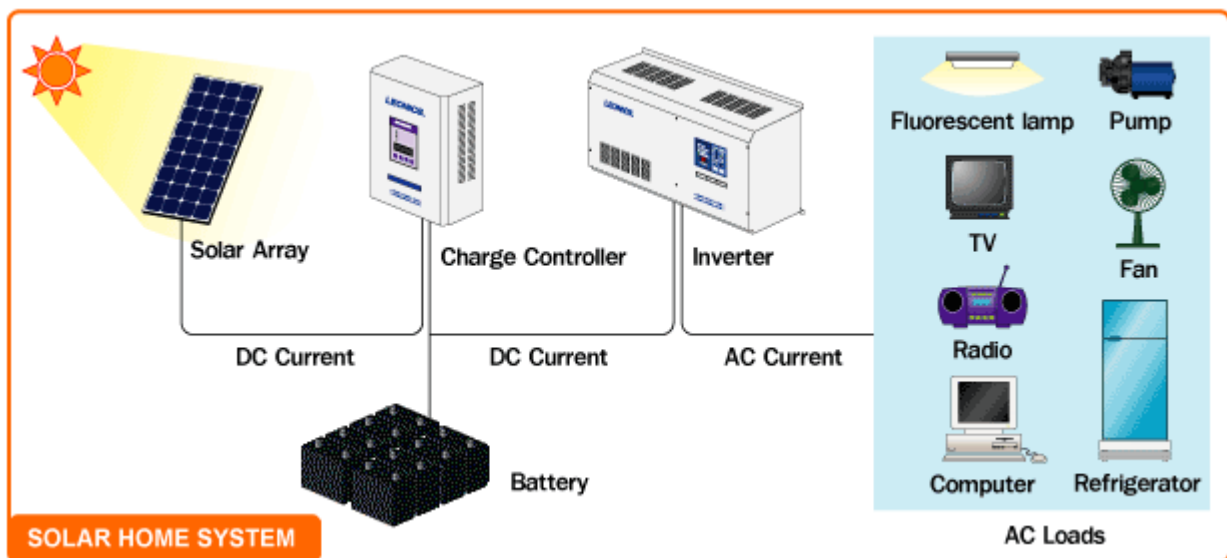 Fluorescent lamp
Pump
Solar Array
Charge Controller
Inverter
TV
Fan
DC Current
DC Current
AC Current
Radio
Battery
Computer
Refrigerator
SOLAR HOME SYSTEM
AC Loads